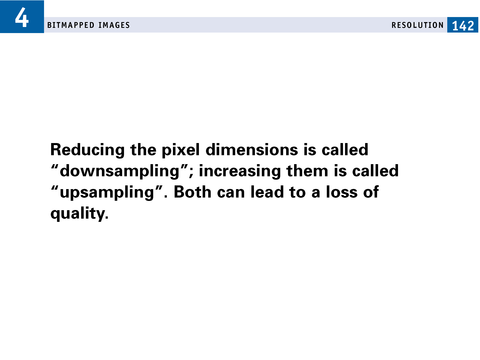 4
BITMAPPED IMAGES
RESOLUTION 142
Reducing the pixel dimensions is called
“downsampling”; increasing them is called
“upsampling”. Both can lead to a loss of
quality.